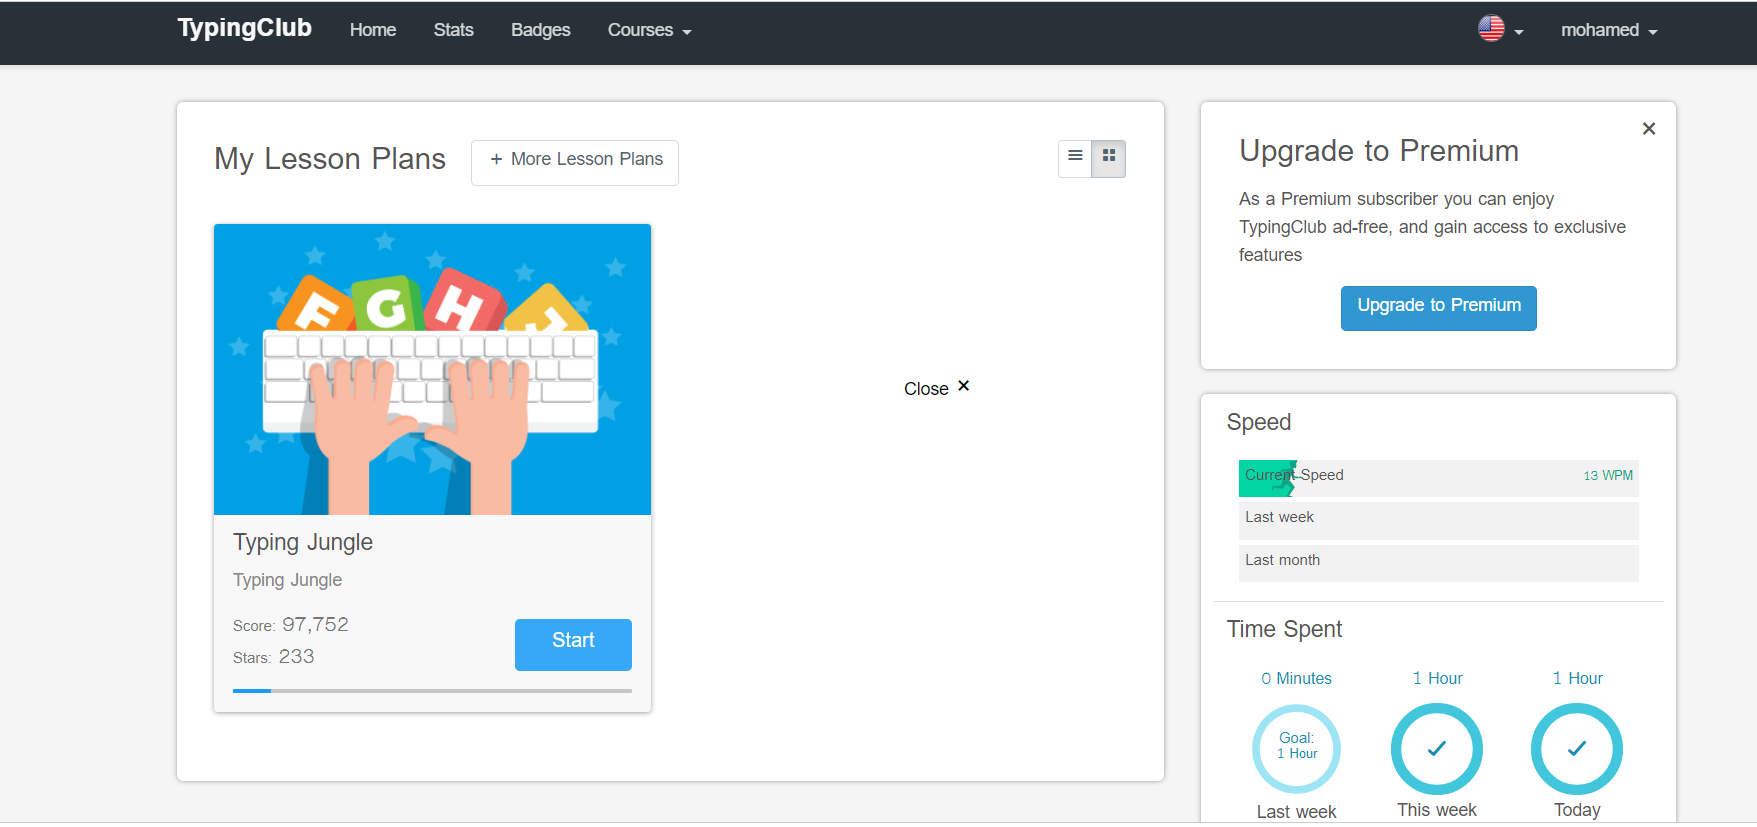 TypingClub Home Stats Badges Courses mohamed
My Lesson Plans + More Lesson Plans
F G H J
Typing Jungle
Typing Jungle
Score: 97,752
Stars: 233
Start
Close ×
×
Upgrade to Premium
As a Premium subscriber you can enjoy
TypingClub ad-free, and gain access to exclusive
features
Upgrade to Premium
Speed
Current Speed 13 WPM
Last week
Last month
Time Spent
0 Minutes 1 Hour 1 Hour
Goal:
1 Hour
Last week This week Today